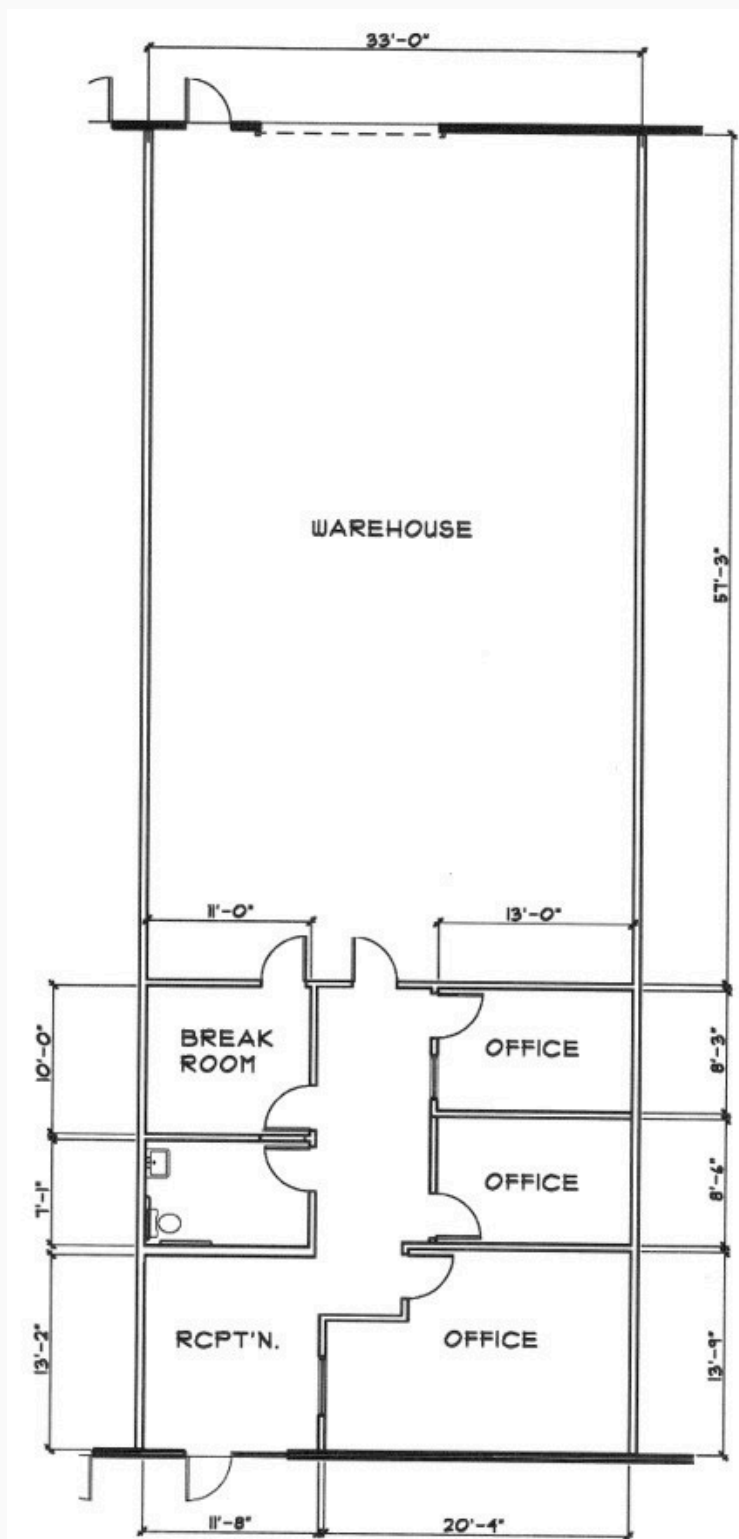 33'-0"
WAREHOUSE
57'-3"
11'-0"
13'-0"
10'-0"
BREAK
ROOM
OFFICE
8'-3"
7'-1"
OFFICE
8'-6"
13'-2"
RCPT'N.
OFFICE
13'-9"
11'-8"
20'-4"